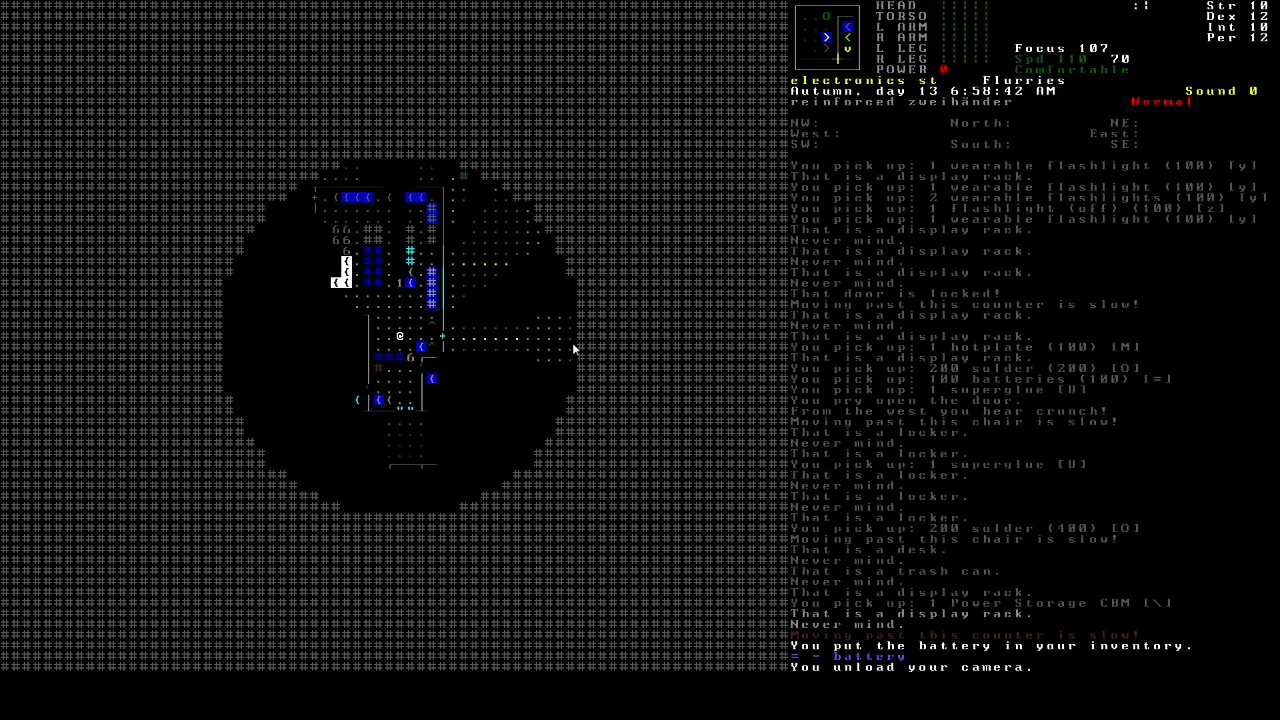 HEAD ||||| :! Str 10
TORSO ||||| Dex 12
L ARM ||||| Int 10
R ARM ||||| Per 12
L LEG ||||| Focus 107
R LEG ||||| Spd 110 70
POWER 0 Comfortable
electronics st Flurries
Autumn, day 13 6:58:42 AM Sound 0
reinforced zweihänder Normal
NW: North: NE:
West: East:
SW: South: SE:
You pick up: 1 wearable flashlight (100) [y]
That is a display rack.
You pick up: 1 wearable flashlight (100) [y]
You pick up: 2 wearable flashlights (100) [y]
You pick up: 1 flashlight (off) (100) [z]
You pick up: 1 wearable flashlight (100) [y]
That is a display rack.
Never mind.
That is a display rack.
Never mind.
That is a display rack.
Never mind.
That door is locked!
Moving past this counter is slow!
That is a display rack.
Never mind.
That is a display rack.
You pick up: 1 hotplate (100) [M]
You pick up: 200 solder (200) [O]
You pick up: 100 batteries (100) [=]
You pick up: 1 superglue [U]
You pry open the door.
From the west you hear crunch!
Moving past this chair is slow!
That is a locker.
Never mind.
That is a locker.
You pick up: 1 superglue [U]
That is a locker.
Never mind.
That is a locker.
Never mind.
That is a locker.
You pick up: 200 solder (400) [O]
Moving past this chair is slow!
That is a desk.
Never mind.
That is a trash can.
Never mind.
That is a display rack.
You pick up: 1 Power Storage CBM [\]
That is a display rack.
Never mind.
Moving past this counter is slow!
You put the battery in your inventory.
= - battery
You unload your camera.